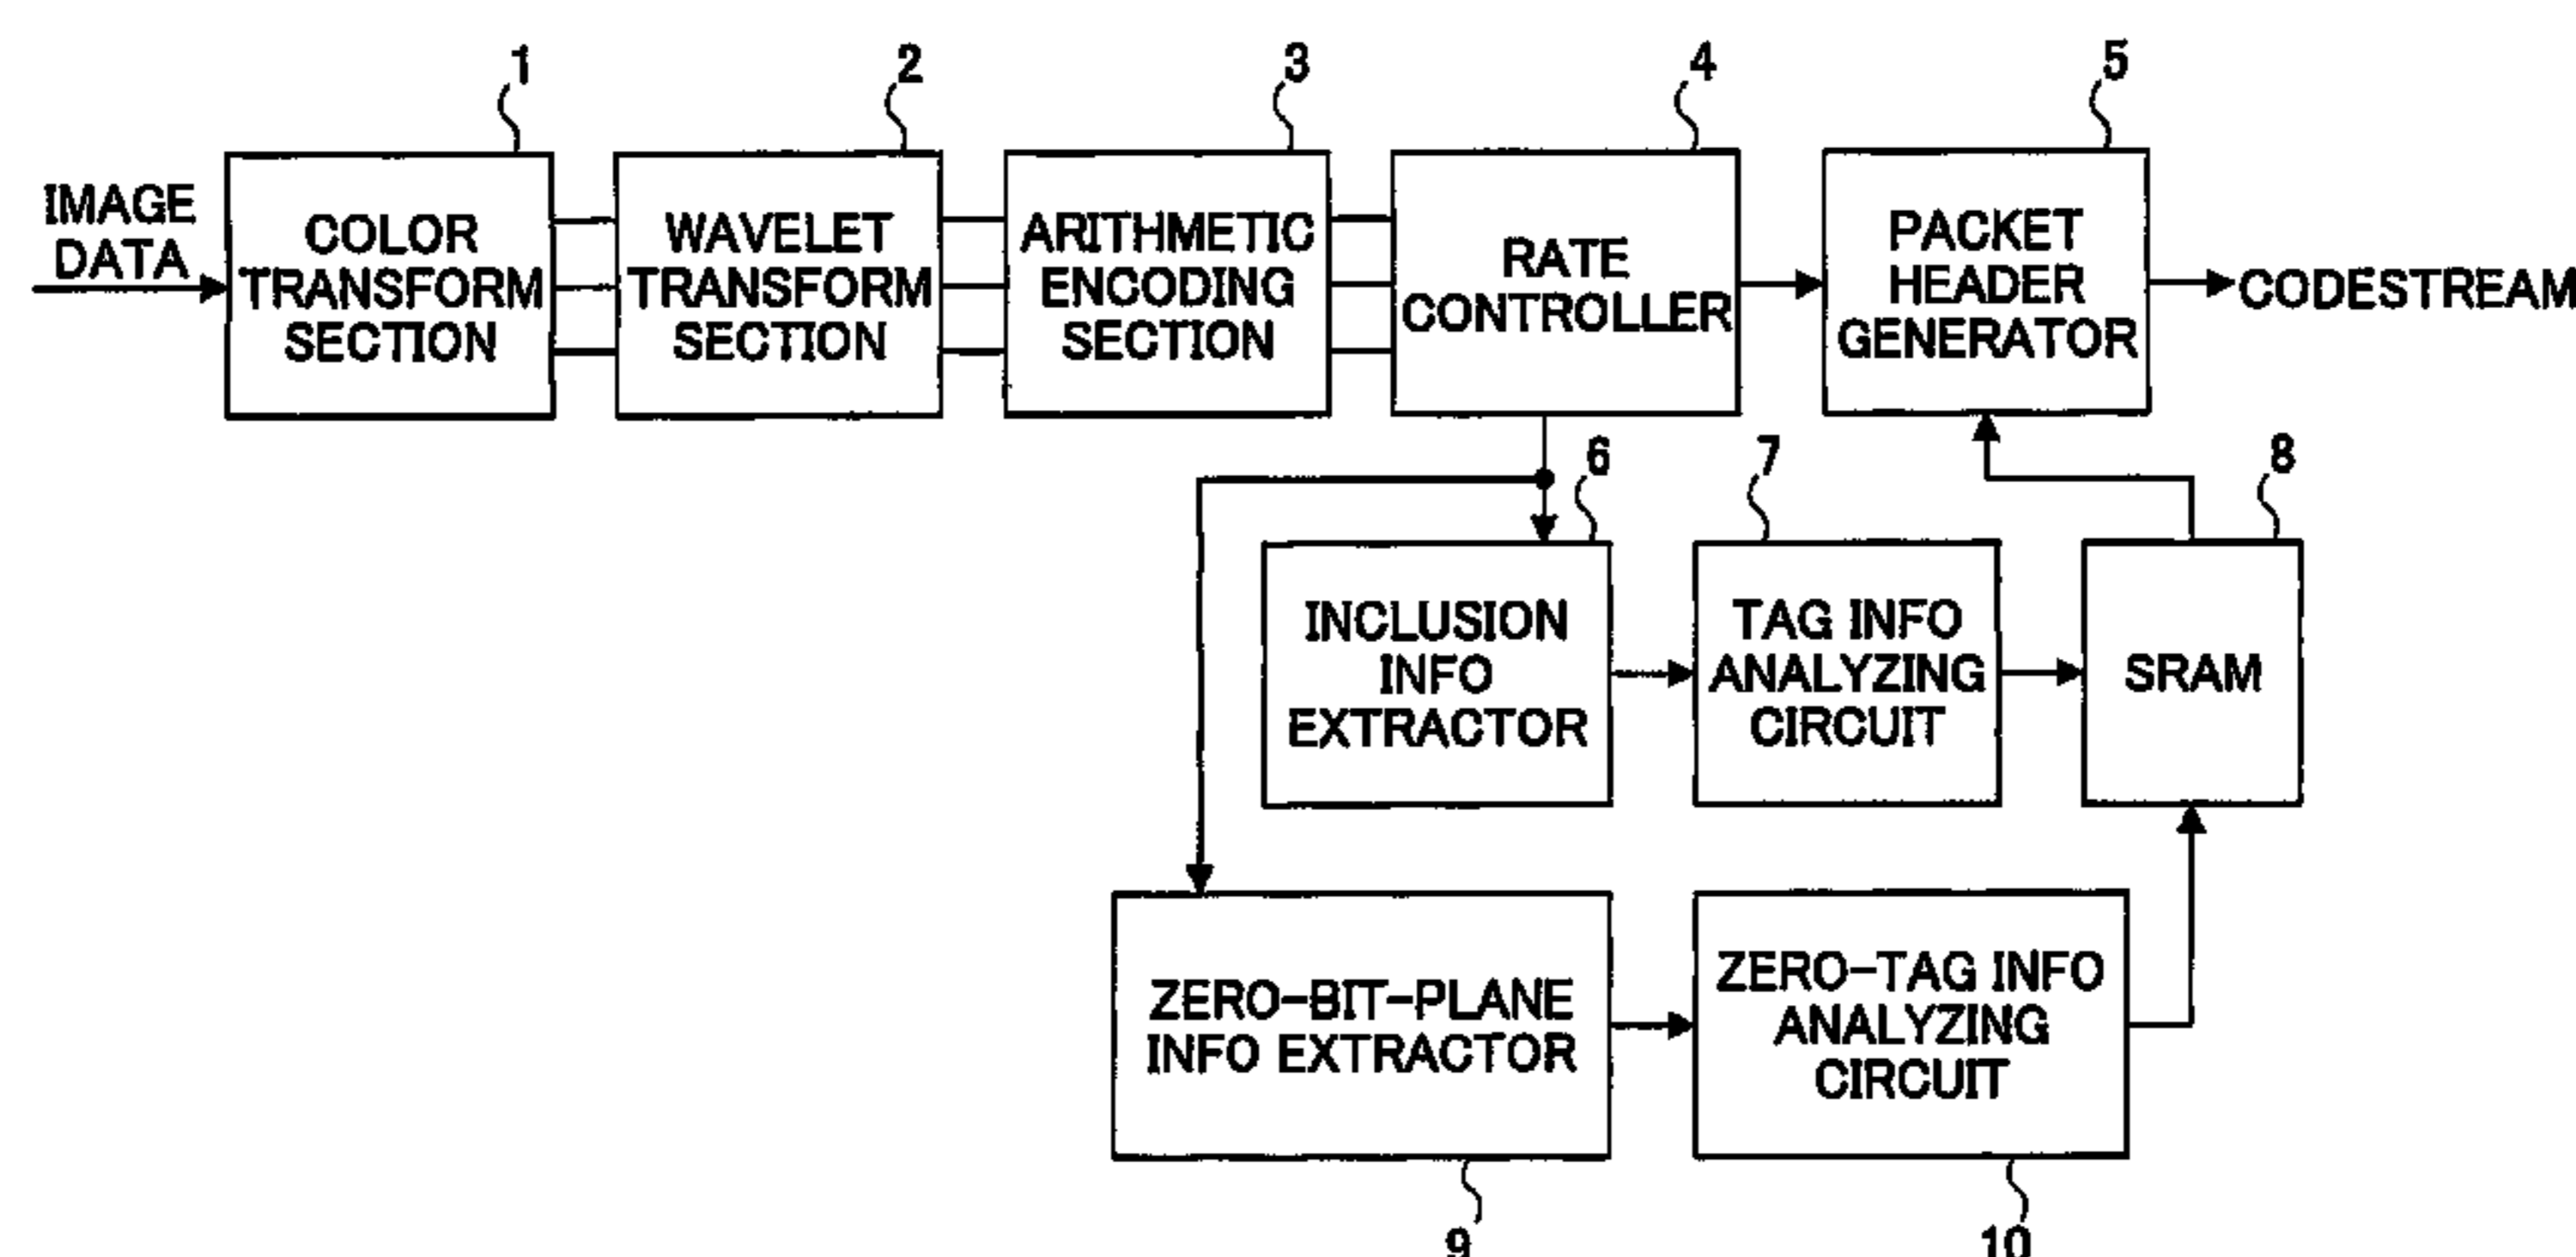 1
2
3
4
5
IMAGE
DATA
COLOR
TRANSFORM
SECTION
WAVELET
TRANSFORM
SECTION
ARITHMETIC
ENCODING
SECTION
RATE
CONTROLLER
PACKET
HEADER
GENERATOR
CODESTREAM
6
7
8
INCLUSION
INFO
EXTRACTOR
TAG INFO
ANALYZING
CIRCUIT
SRAM
ZERO-BIT-PLANE
INFO EXTRACTOR
ZERO-TAG INFO
ANALYZING
CIRCUIT
9
10